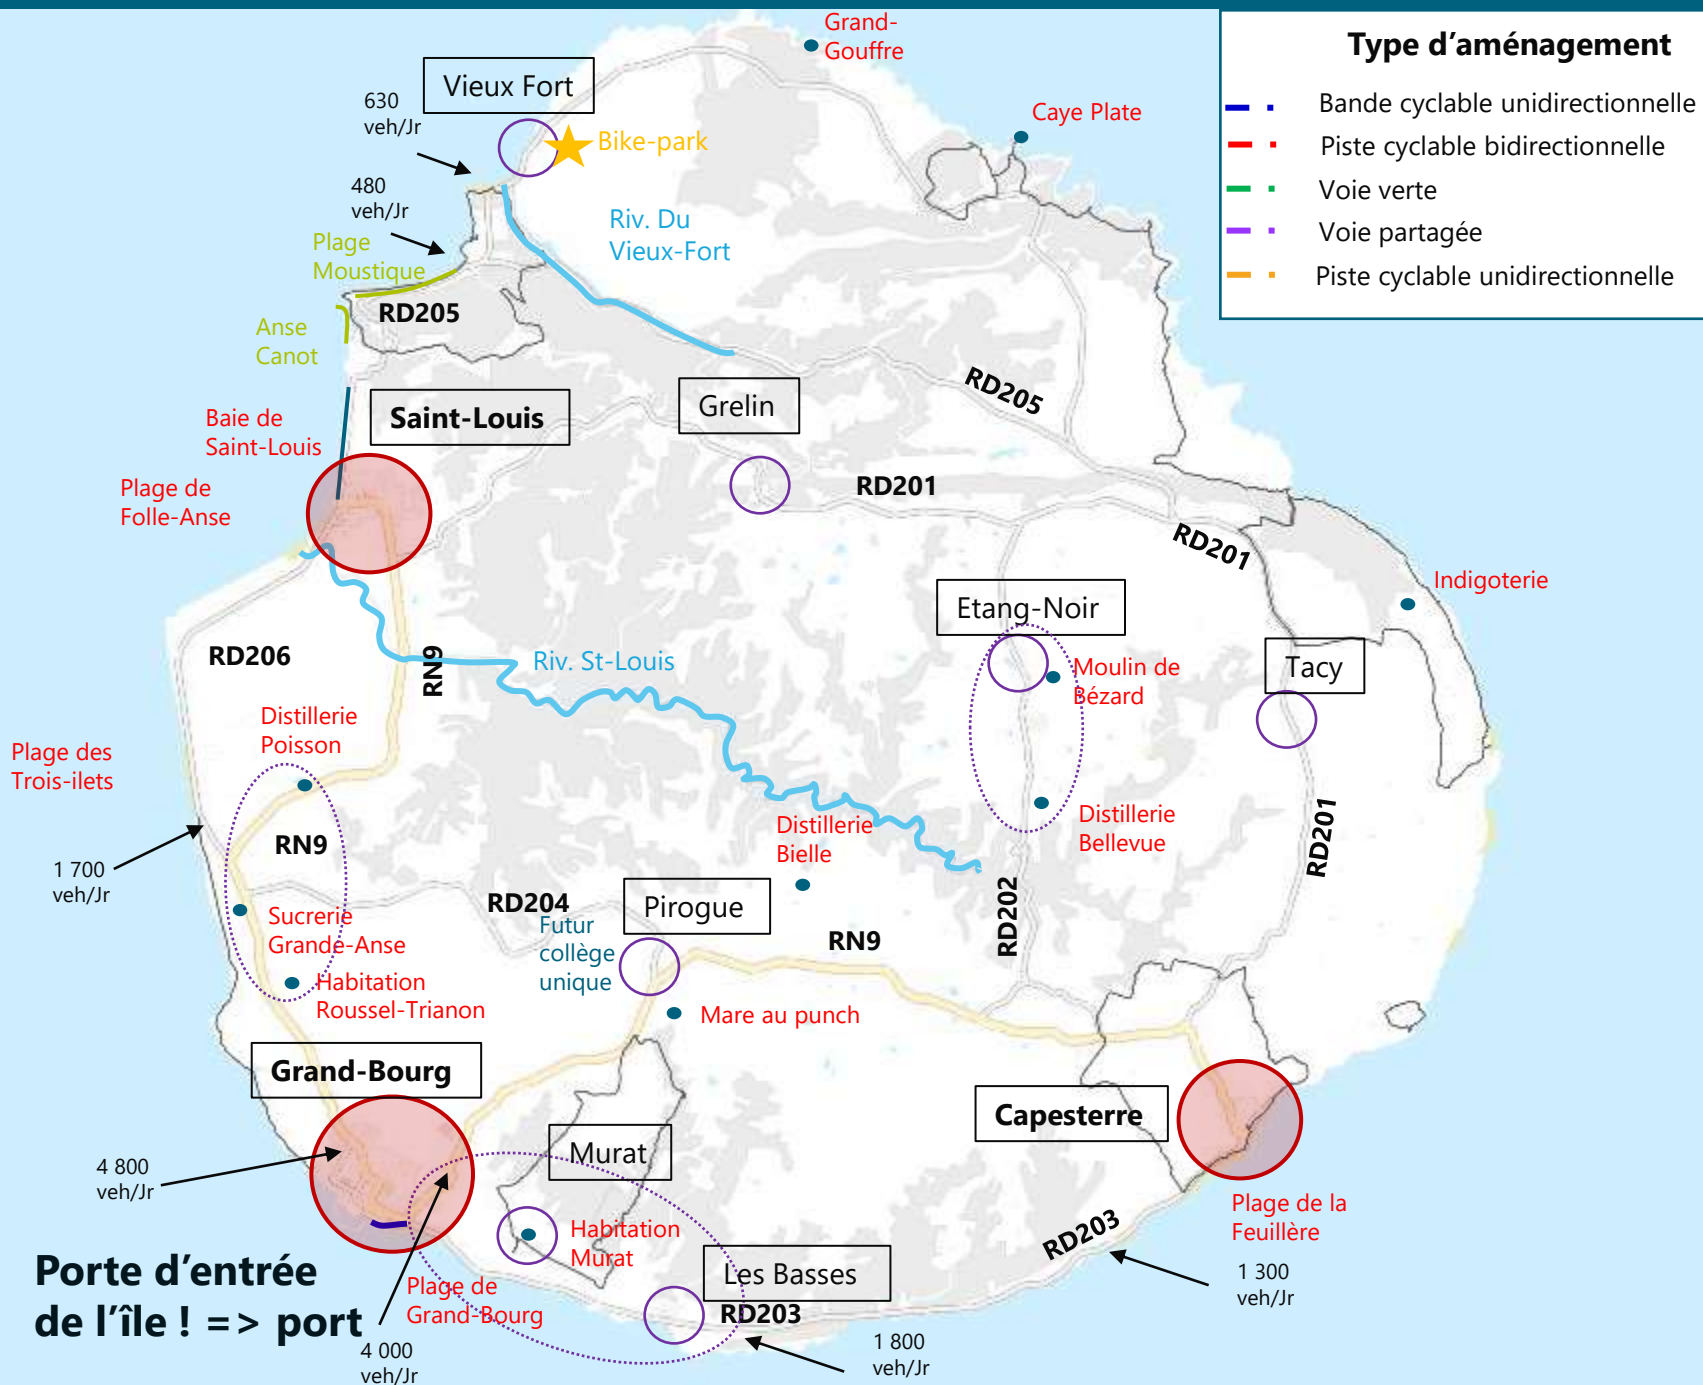 Grand-
Gouffre
Type d'aménagement
Bande cyclable unidirectionnelle
Piste cyclable bidirectionnelle
Voie verte
Voie partagée
Piste cyclable unidirectionnelle
Vieux Fort
630
veh/Jr
Bike-park
Caye Plate
480
veh/Jr
Riv. Du
Vieux-Fort
Plage
Moustique
RD205
Anse
Canot
Baie de
Saint-Louis
Saint-Louis
Grelin
RD205
Plage de
Folle-Anse
RD201
RD201
Indigoterie
Etang-Noir
RD206
RN9
Riv. St-Louis
Moulin de
Bézard
Tacy
Distillerie
Poisson
Plage des
Trois-ilets
RN9
1 700
veh/Jr
Distillerie
Bielle
Distillerie
Bellevue
RD201
RD204
Pirogue
RD202
Sucrerie
Grande-Anse
Futur
collège
unique
RN9
Habitation
Roussel-Trianon
Mare au punch
Grand-Bourg
Capesterre
Murat
4 800
veh/Jr
Habitation
Murat
Plage de la
Feuillère
RD203
Les Basses
Porte d'entrée
de l'île ! => port
Plage de
Grand-Bourg
RD203
1 300
veh/Jr
4 000
veh/Jr
1 800
veh/Jr